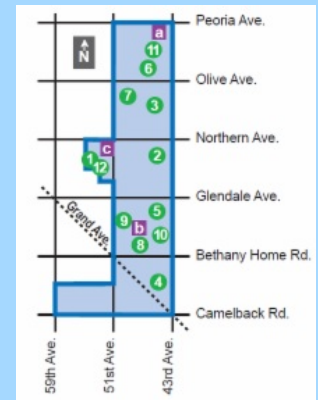 Peoria Ave.
a
N
11
6
Olive Ave.
7
3
Northern Ave.
c
1
12
2
Glendale Ave.
Grand Ave.
5
9
b
10
8
Bethany Home Rd.
4
Camelback Rd.
59th Ave.
51st Ave.
43rd Ave.